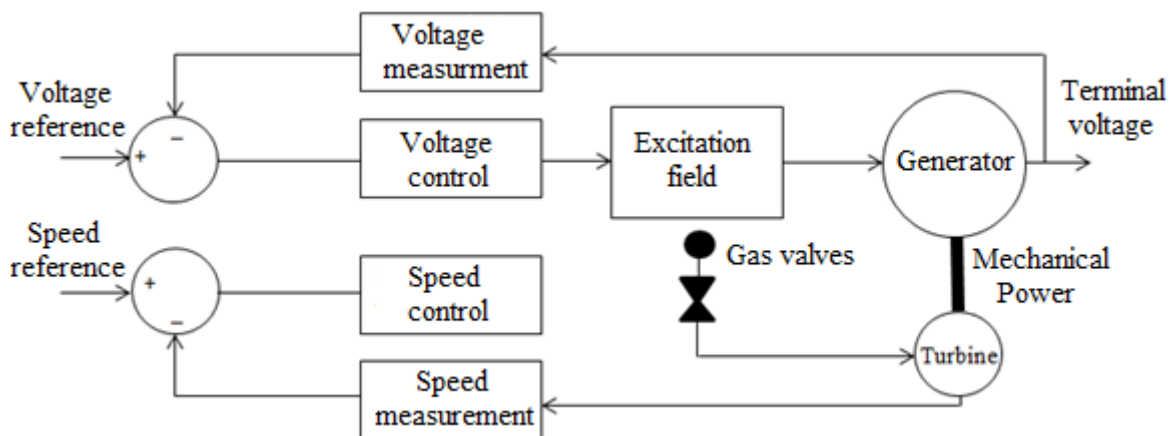 Voltage
measurment
Voltage
reference
−
+
Voltage
control
Excitation
field
Generator
Terminal
voltage
Speed
reference
+
−
Speed
control
Gas valves
Mechanical
Power
Turbine
Speed
measurement